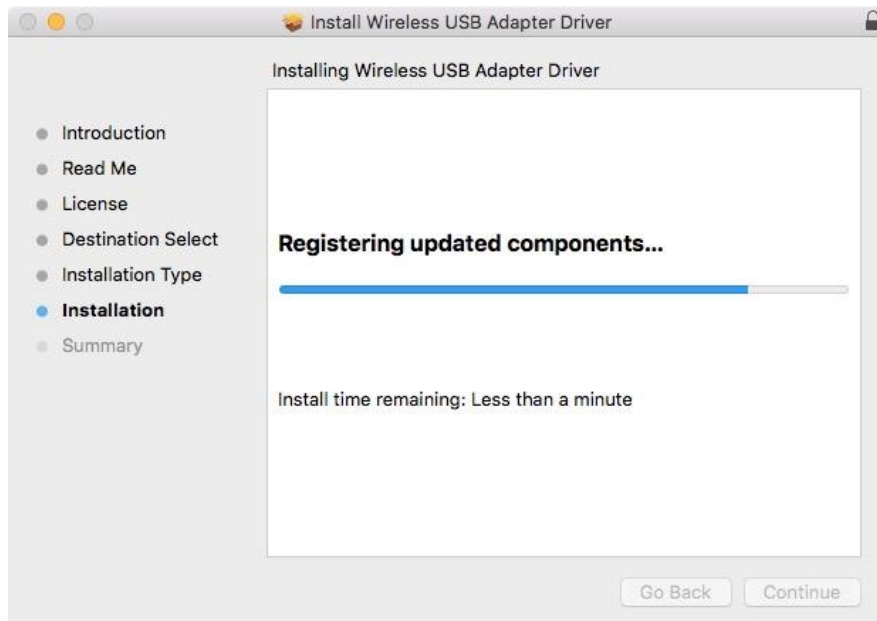 Install Wireless USB Adapter Driver
Installing Wireless USB Adapter Driver
Introduction
Read Me
License
Destination Select
Installation Type
Installation
Summary
Registering updated components...
Install time remaining: Less than a minute
Go Back
Continue